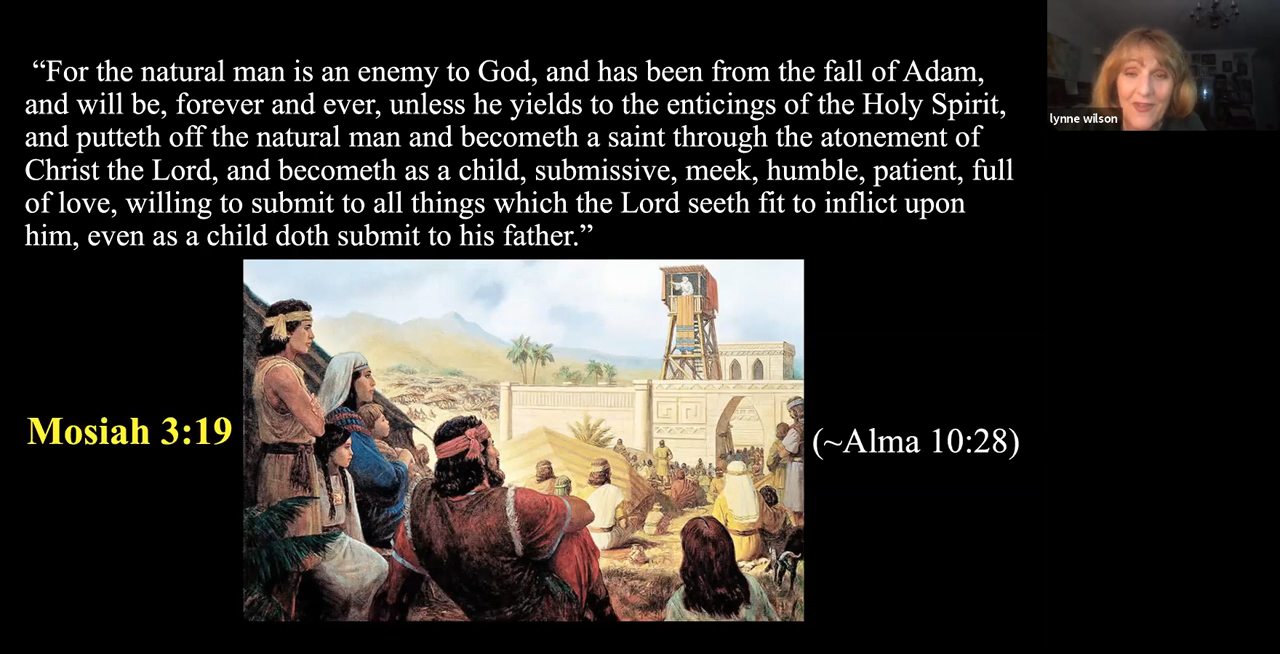 “For the natural man is an enemy to God, and has been from the fall of Adam,
and will be, forever and ever, unless he yields to the enticings of the Holy Spirit,
and putteth off the natural man and becometh a saint through the atonement of
Christ the Lord, and becometh as a child, submissive, meek, humble, patient, full
of love, willing to submit to all things which the Lord seeth fit to inflict upon
him, even as a child doth submit to his father.”
lynne wilson
Mosiah 3:19
(~Alma 10:28)